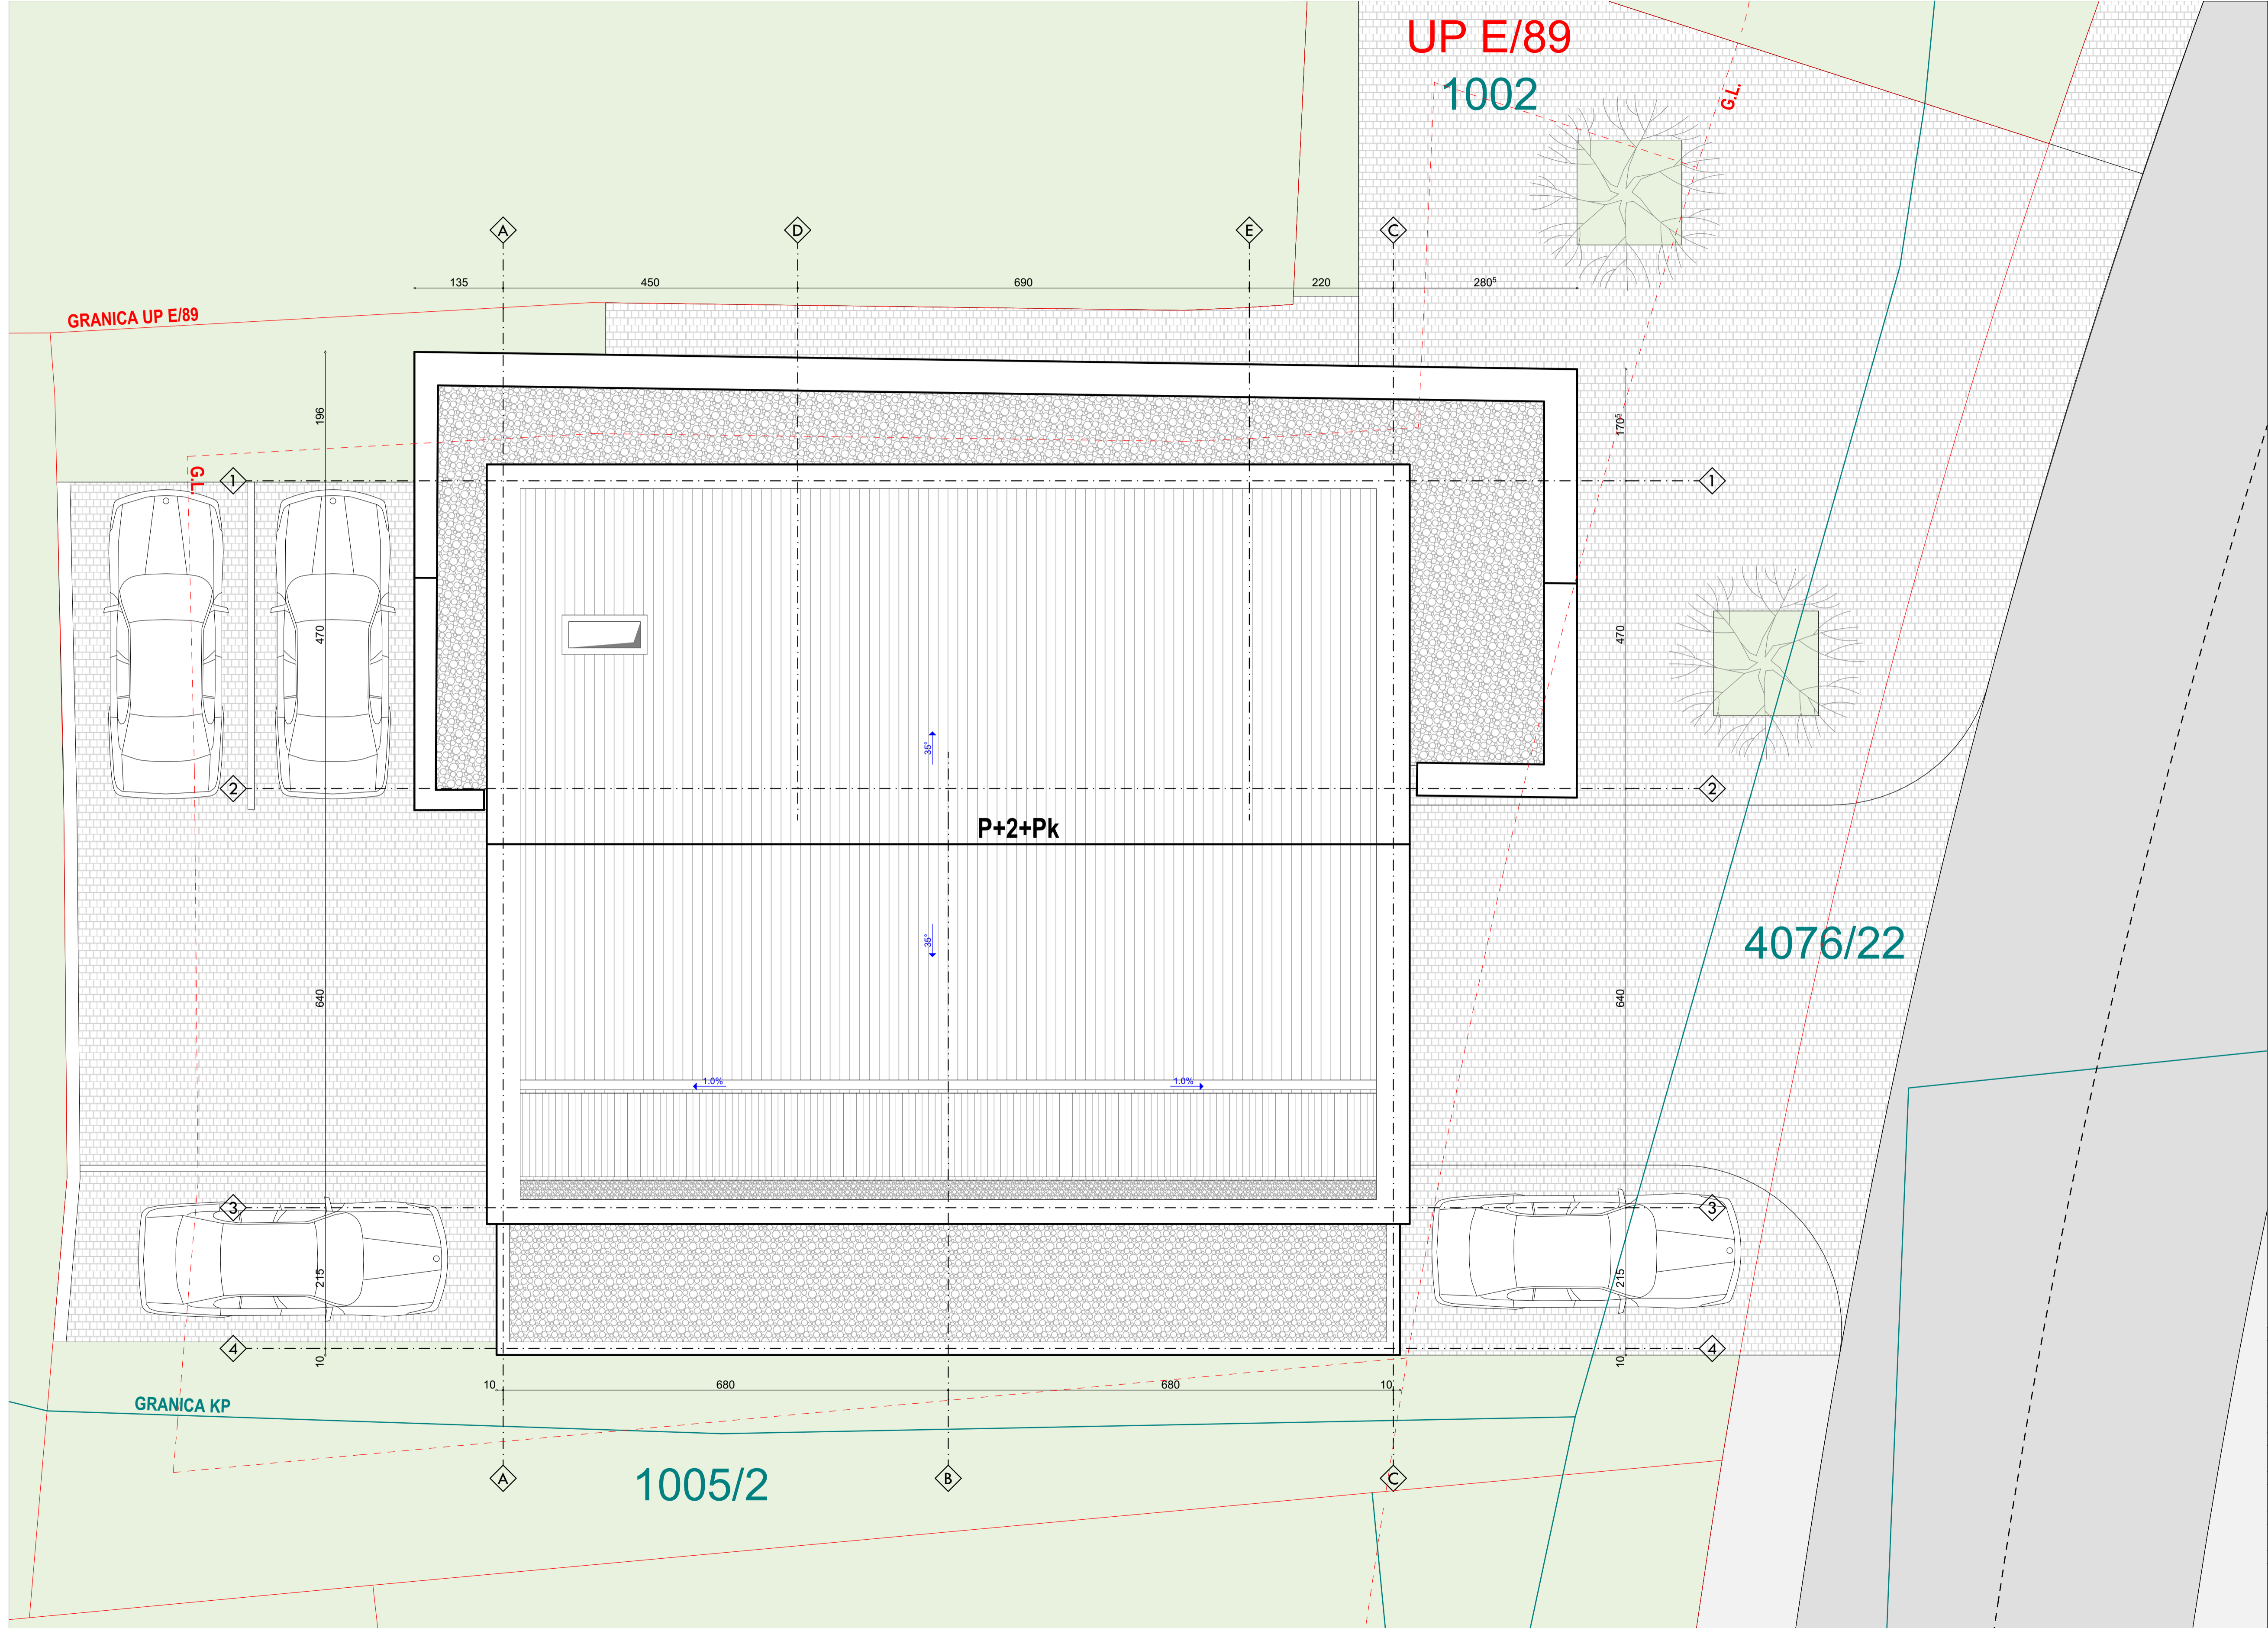 UP E/89
1002
G.L.
A
D
E
C
135
450
690
220
280⁵
GRANICA UP E/89
196
170⁵
G.L.
1
1
470
470
35°
2
2
P+2+Pk
35°
4076/22
640
640
1.0%
1.0%
3
3
215
215
4
4
10
10
10
680
680
10
GRANICA KP
1005/2
A
B
C